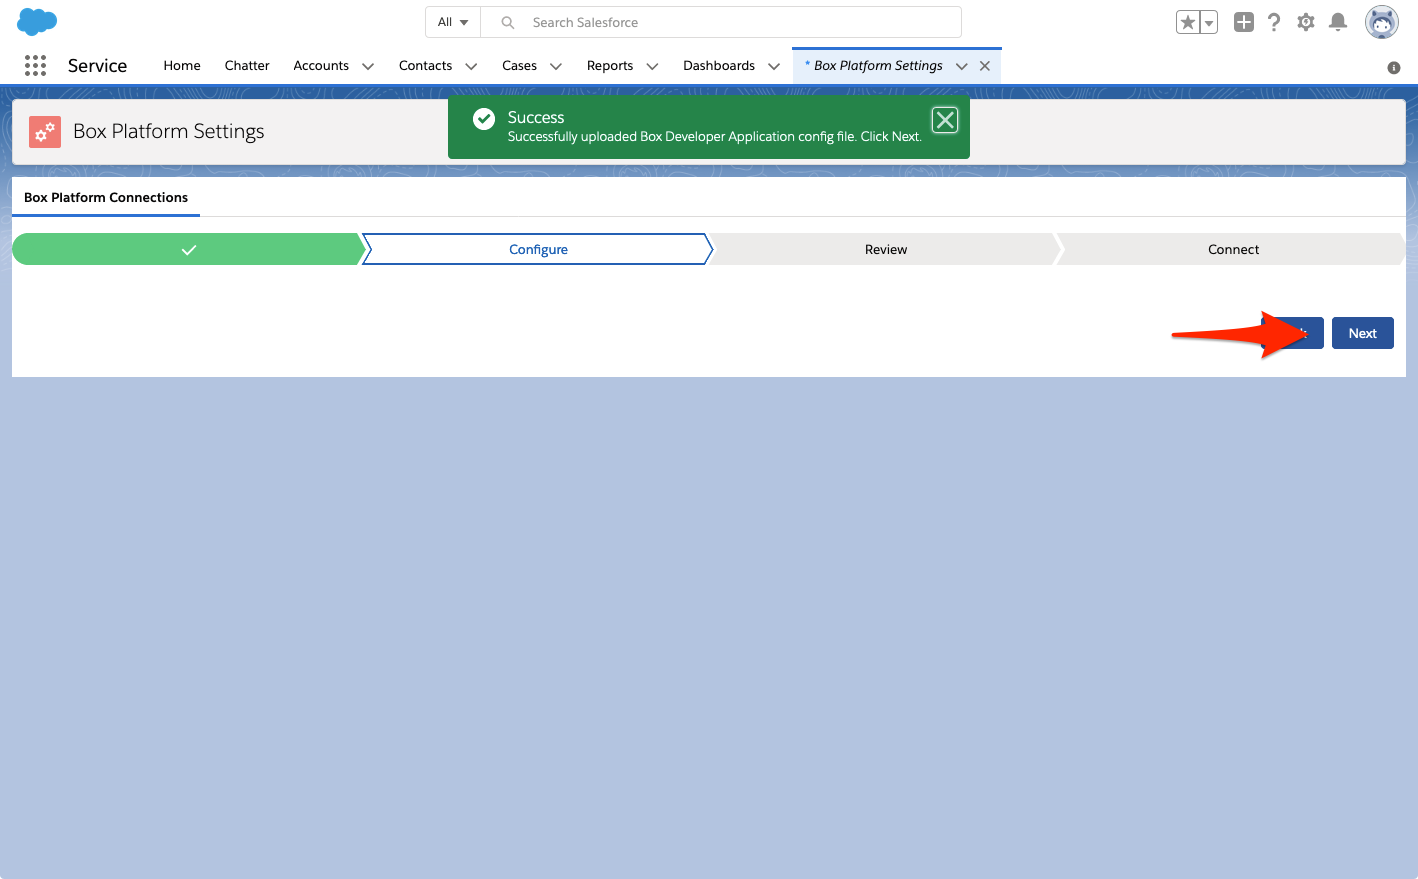 All Search Salesforce
Service Home Chatter Accounts Contacts Cases Reports Dashboards * Box Platform Settings
Success
Successfully uploaded Box Developer Application config file. Click Next.
Box Platform Settings
Box Platform Connections
Configure Review Connect
Next